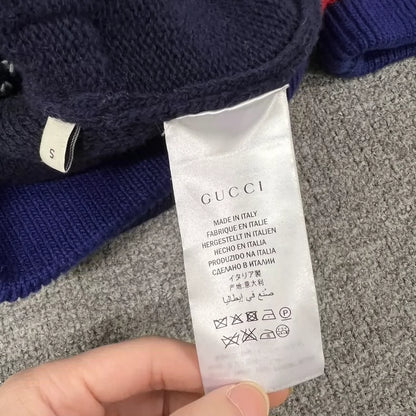 S
GUCCI
MADE IN ITALY
FABRIQUÉ EN ITALIE
HERGESTELLT IN ITALIEN
HECHO EN ITALIA
PRODUZIDO NA ITÁLIA
СДЕЛАНО В ИТАЛИИ
イタリア製
产地：意大利
صنع في إيطاليا